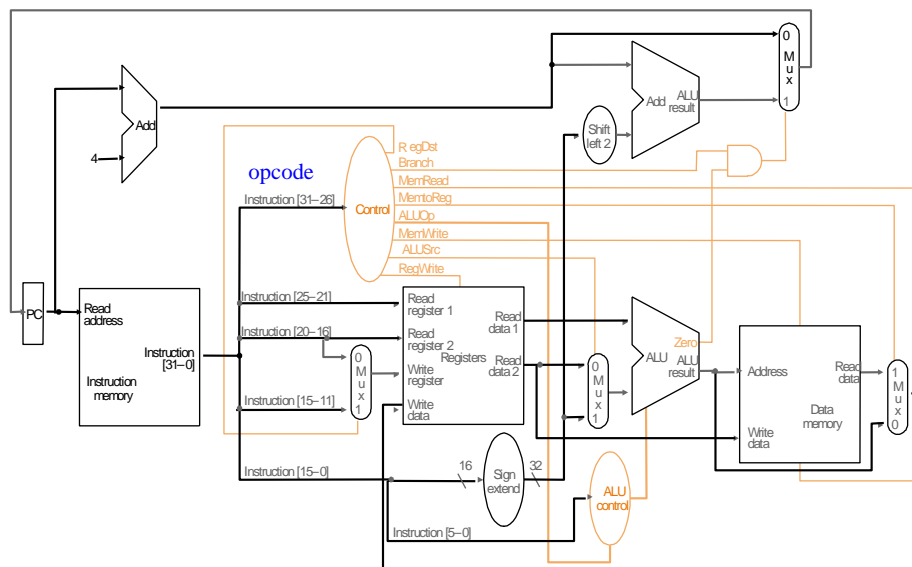 0
M
u
x
1
Add
ALU
result
Add
4
Shift
left 2
opcode
R egDst
Branch
MemRead
MemtoReg
ALUOp
MemWrite
ALUSrc
RegWrite
Control
Instruction [31–26]
Instruction [25–21]
Instruction [20–16]
Instruction [15–11]
Instruction [15–0]
Instruction [5–0]
PC
Read
address
Instruction
[31–0]
Instruction
memory
0
M
u
x
1
Read
register 1
Read
register 2
Write
register
Write
data
Registers
Read
data 1
Read
data 2
0
M
u
x
1
Zero
ALU
ALU
result
Address
Write
data
Read
data
Data
memory
1
M
u
x
0
16
Sign
extend
32
ALU
control